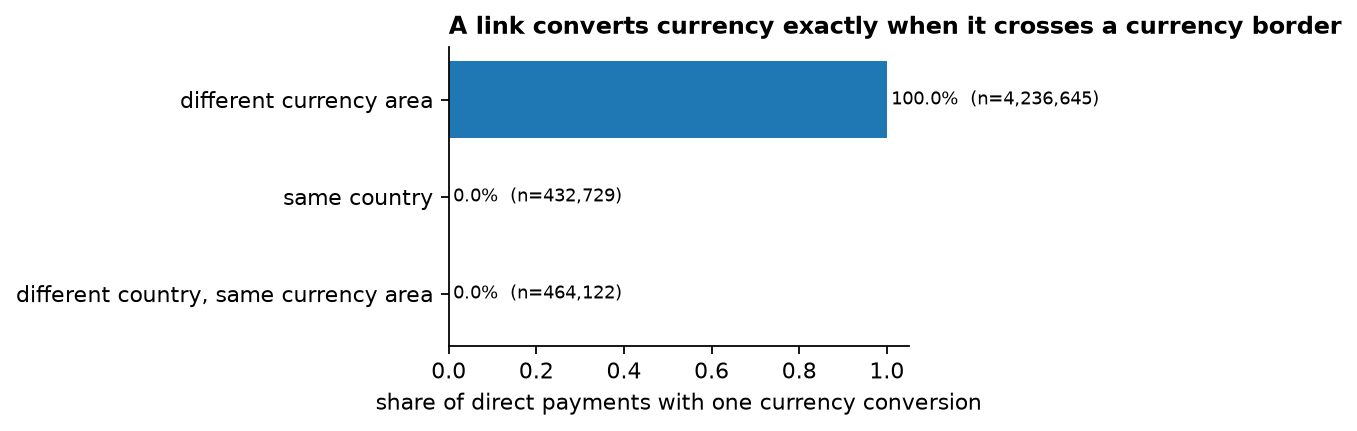 A link converts currency exactly when it crosses a currency border
different currency area
100.0%  (n=4,236,645)
same country
0.0%  (n=432,729)
different country, same currency area
0.0%  (n=464,122)
0.0 0.2 0.4 0.6 0.8 1.0
share of direct payments with one currency conversion